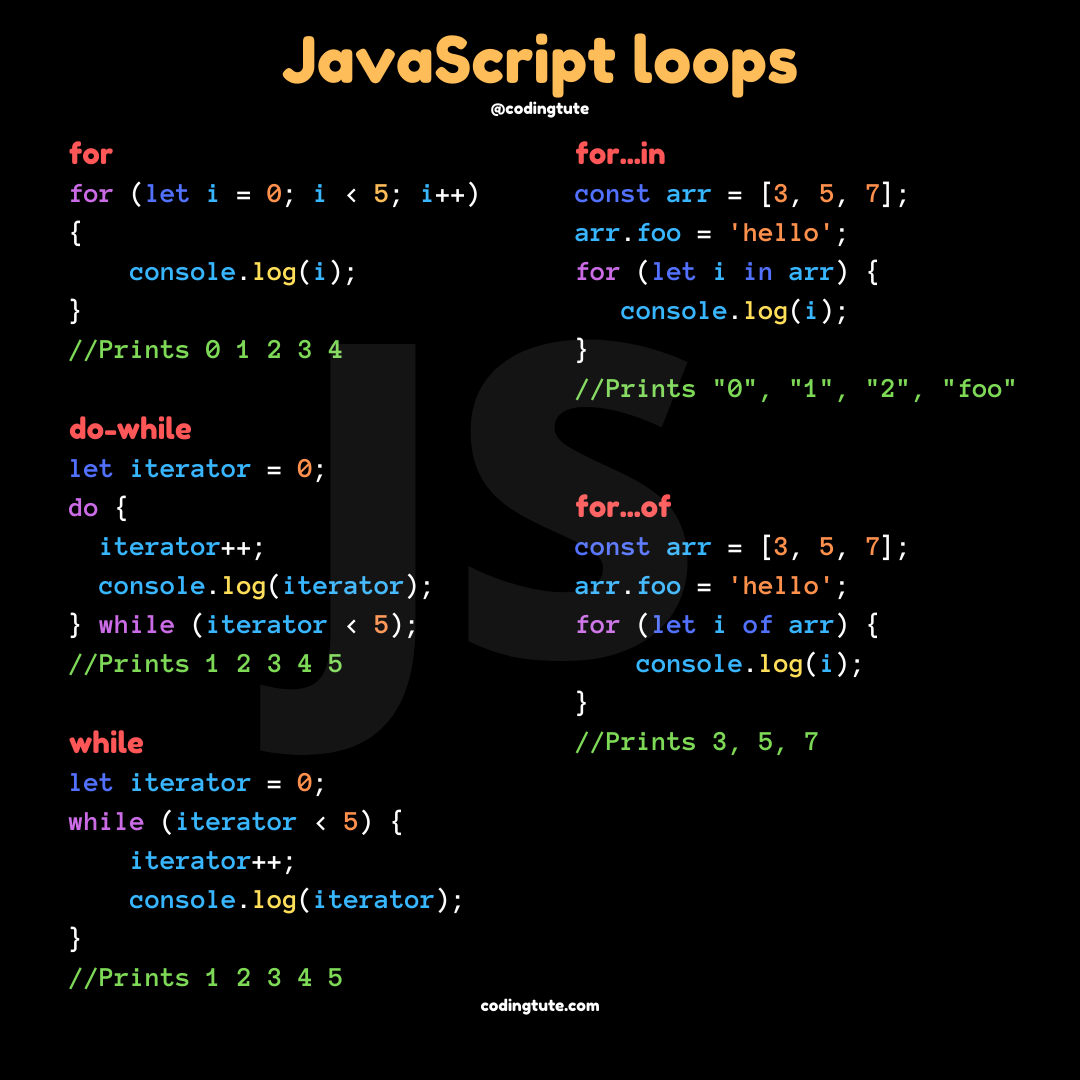 JavaScript loops
@codingtute
for
for (let i = 0; i < 5; i++)
{
    console.log(i);
}
//Prints 0 1 2 3 4
do-while
let iterator = 0;
do {
  iterator++;
  console.log(iterator);
} while (iterator < 5);
//Prints 1 2 3 4 5
while
let iterator = 0;
while (iterator < 5) {
    iterator++;
    console.log(iterator);
}
//Prints 1 2 3 4 5
for...in
const arr = [3, 5, 7];
arr.foo = 'hello';
for (let i in arr) {
   console.log(i);
}
//Prints "0", "1", "2", "foo"
for...of
const arr = [3, 5, 7];
arr.foo = 'hello';
for (let i of arr) {
    console.log(i);
}
//Prints 3, 5, 7
JS
codingtute.com